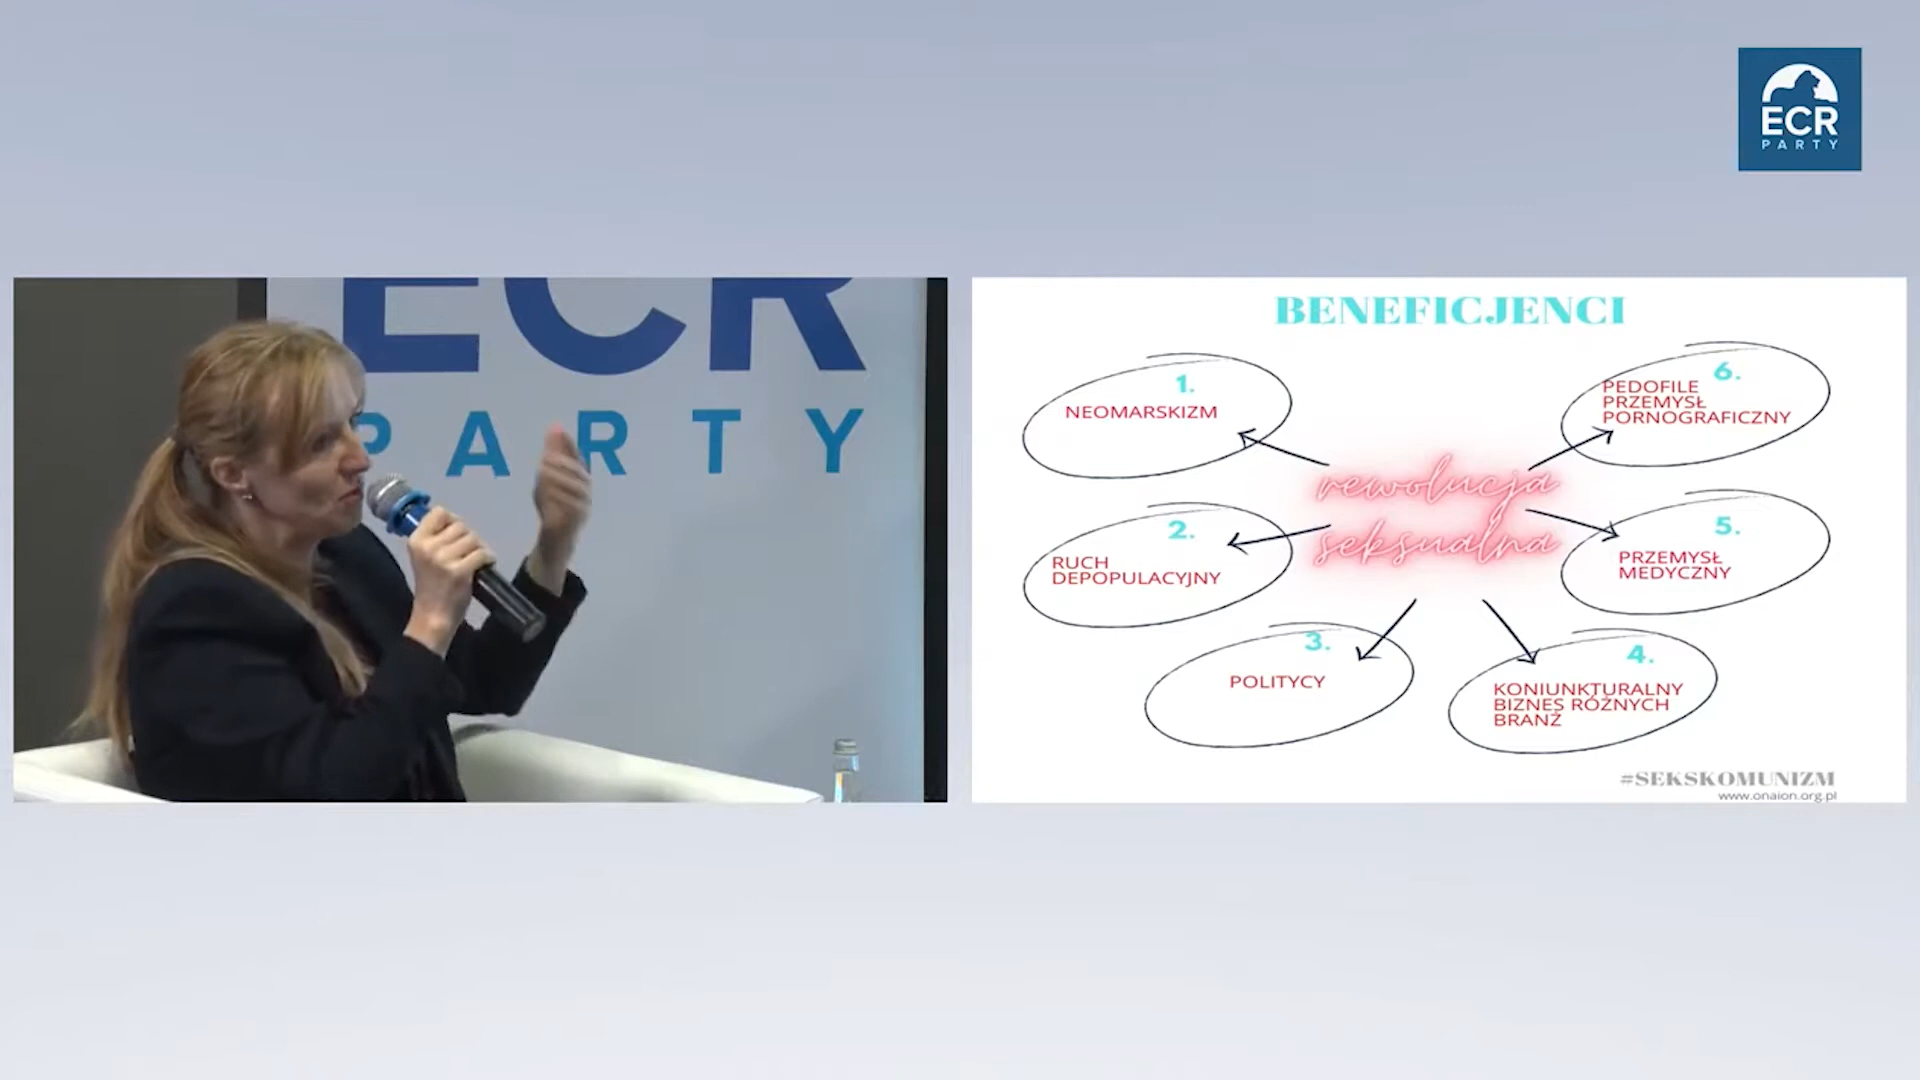 ECR
PARTY
ECR
PARTY
BENEFICJENCI
1.
NEOMARSKIZM
6.
PEDOFILE
PRZEMYSŁ
PORNOGRAFICZNY
rewolucja
seksualna
2.
RUCH
DEPOPULACYJNY
5.
PRZEMYSŁ
MEDYCZNY
3.
POLITYCY
4.
KONIUNKTURALNY
BIZNES RÓŻNYCH
BRANŻ
#SEKSKOMUNIZM
www.onaion.org.pl